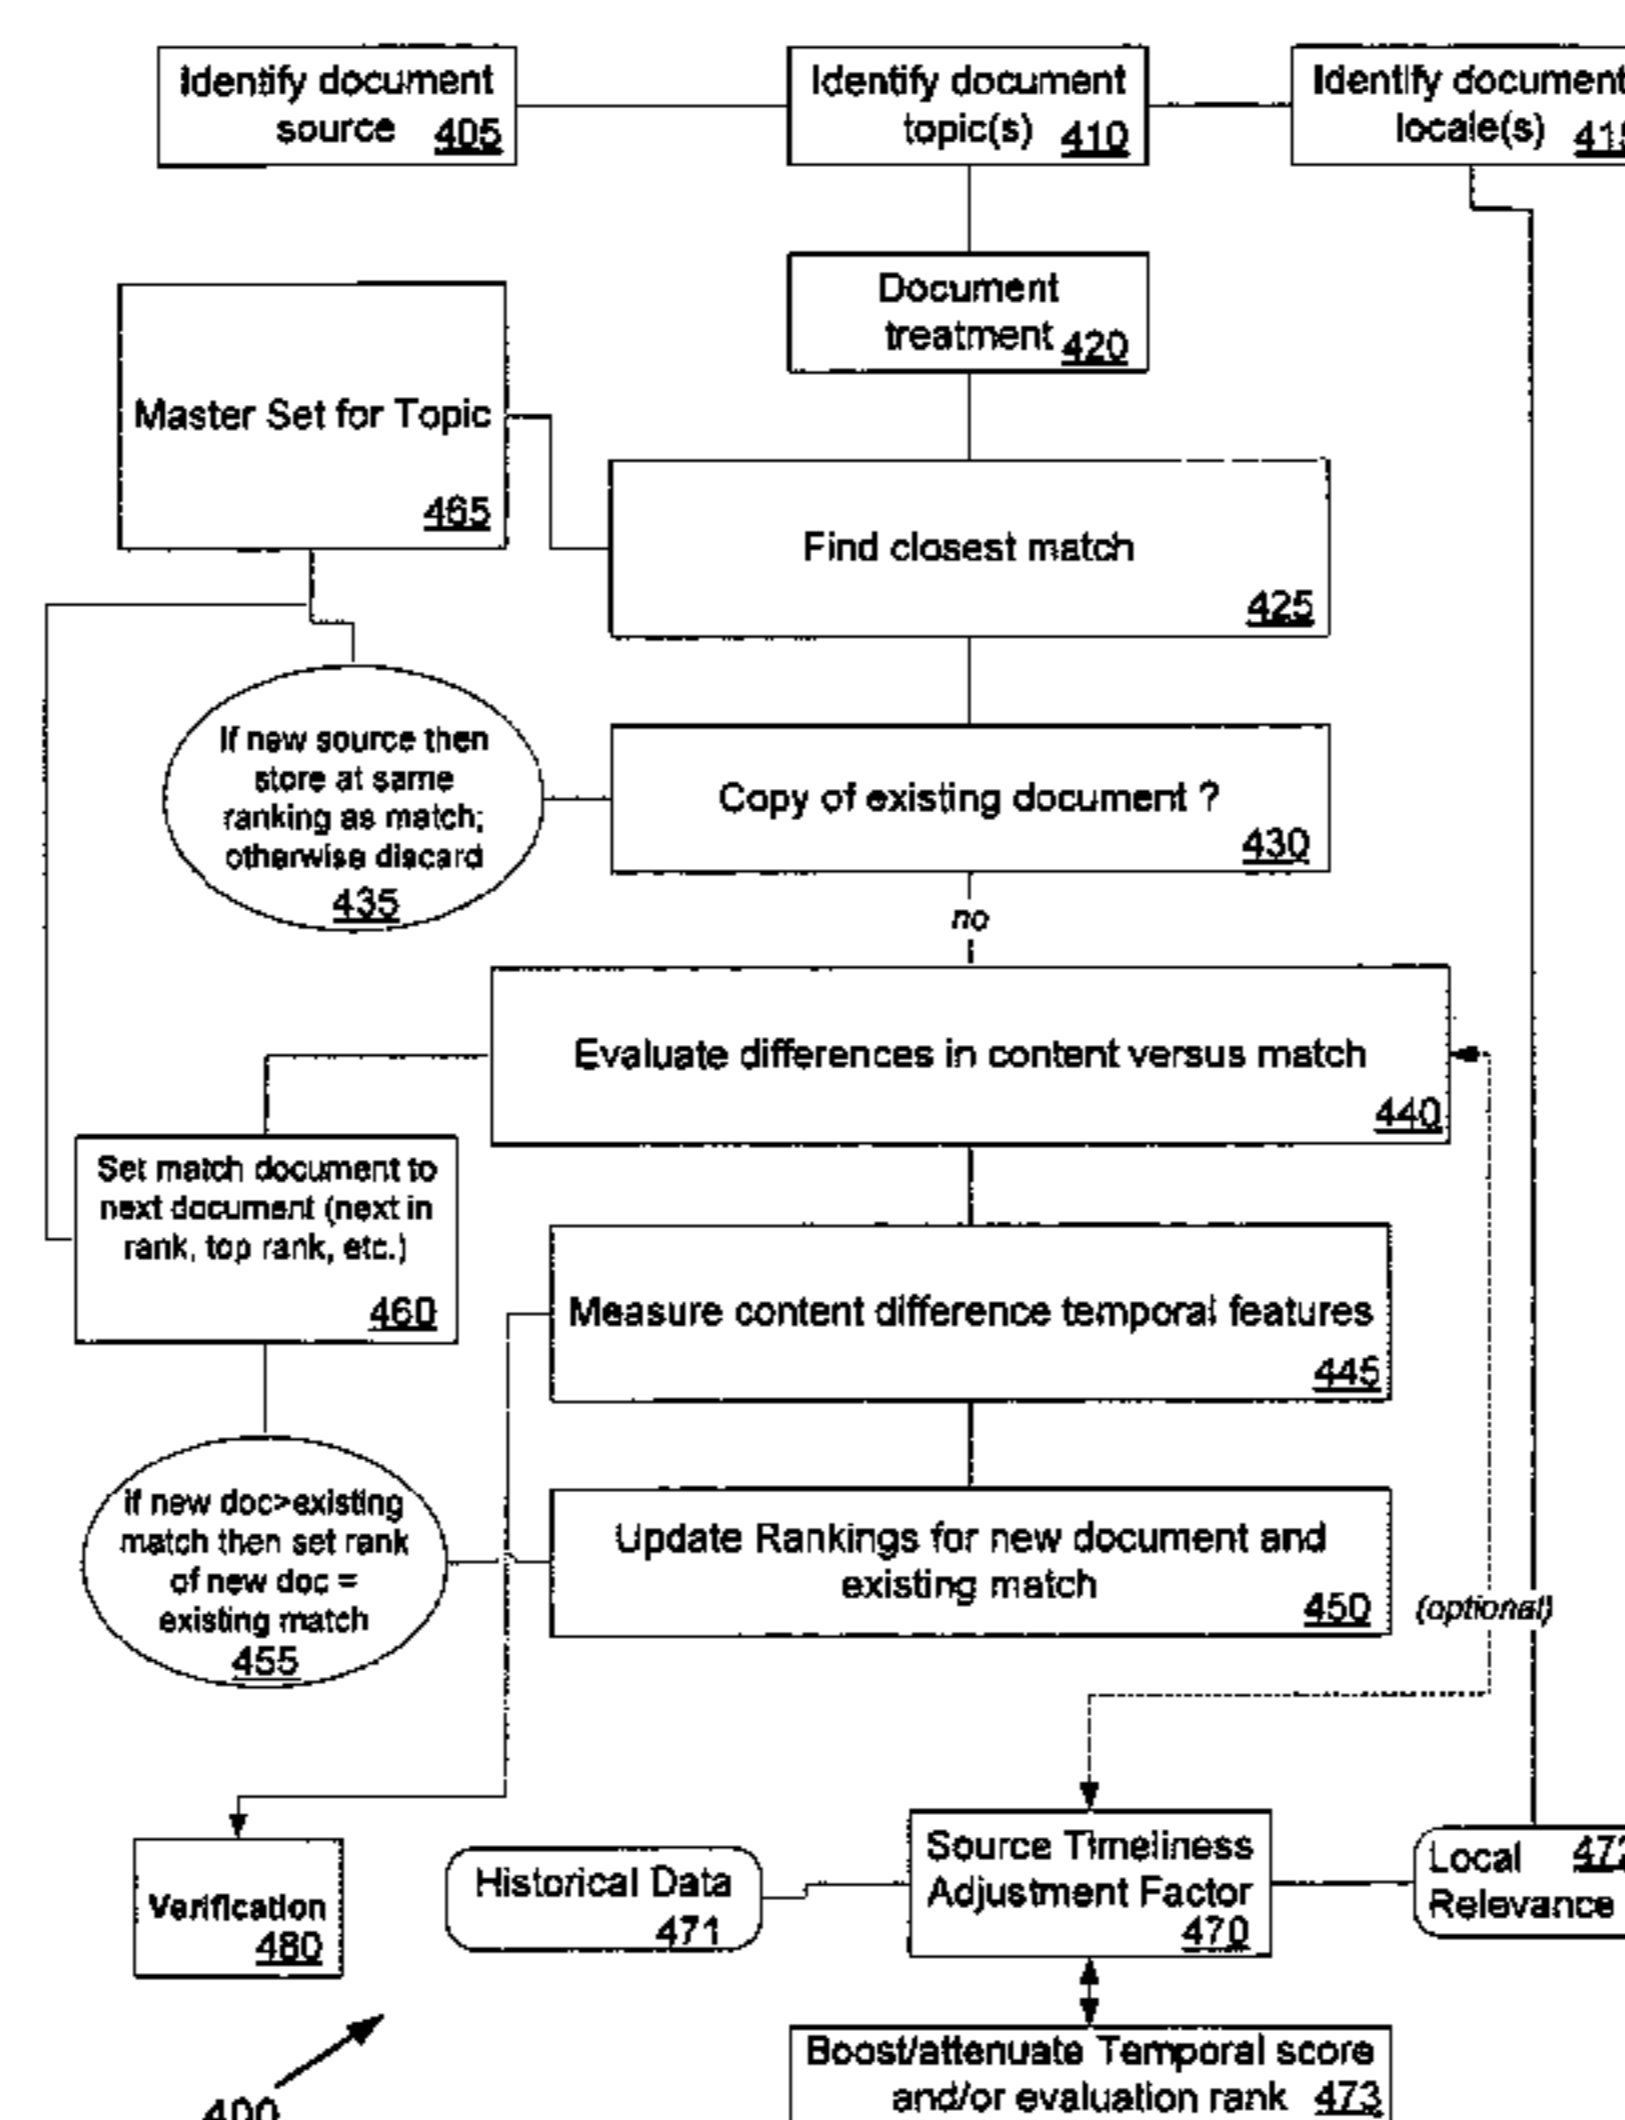 Identify document
source 405
Identify document
topic(s) 410
Identify document
locale(s)
Document
treatment 420
Master Set for Topic
465
Find closest match
425
If new source then
store at same
ranking as match;
otherwise discard
435
Copy of existing document ?
430
no
Evaluate differences in content versus match
440
Set match document to
next document (next in
rank, top rank, etc.)
460
Measure content difference temporal features
445
if new doc>existing
match then set rank
of new doc =
existing match
455
Update Rankings for new document and
existing match
450
(optional)
Verification
480
Historical Data
471
Source Timeliness
Adjustment Factor
470
Local 472
Relevance
Boost/attenuate Temporal score
and/or evaluation rank 473
400